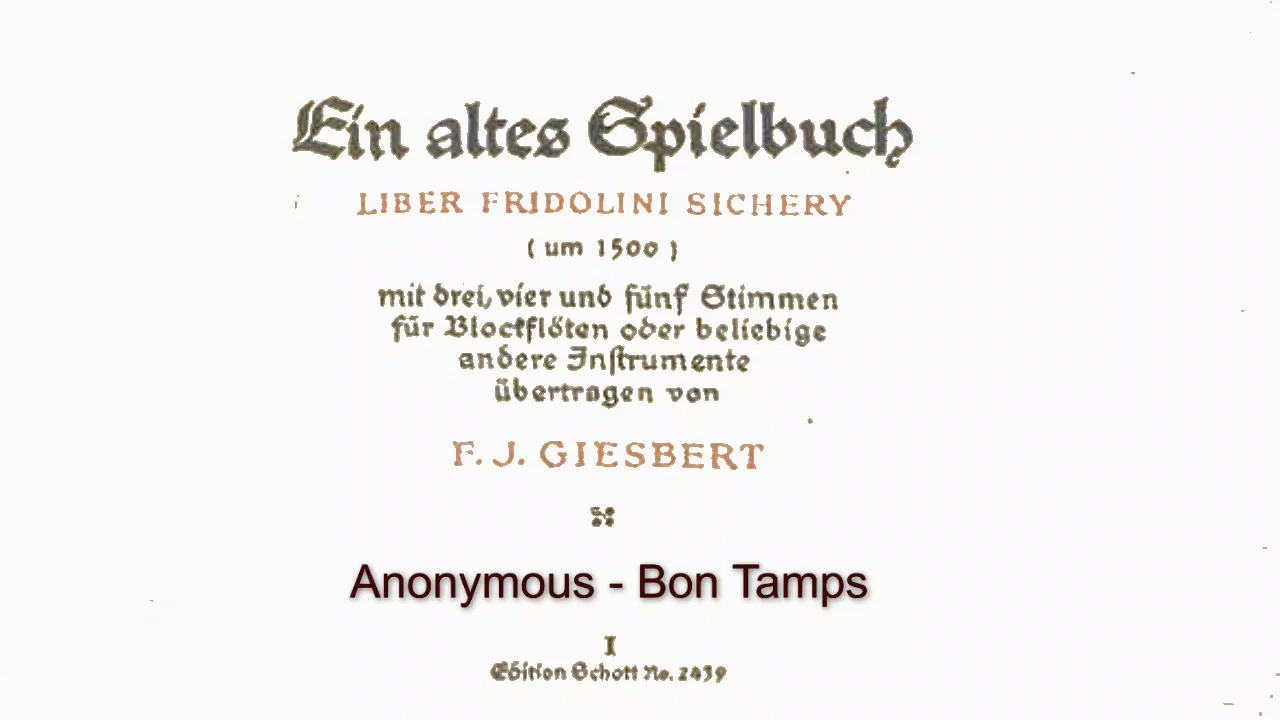 Ein altes Spielbuch
LIBER FRIDOLINI SICHERY
( um 1500 )
mit drei, vier und fünf Stimmen
für Blockflöten oder beliebige
andere Instrumente
übertragen von
F. J. GIESBERT
Anonymous - Bon Tamps
I
Edition Schott No. 2439